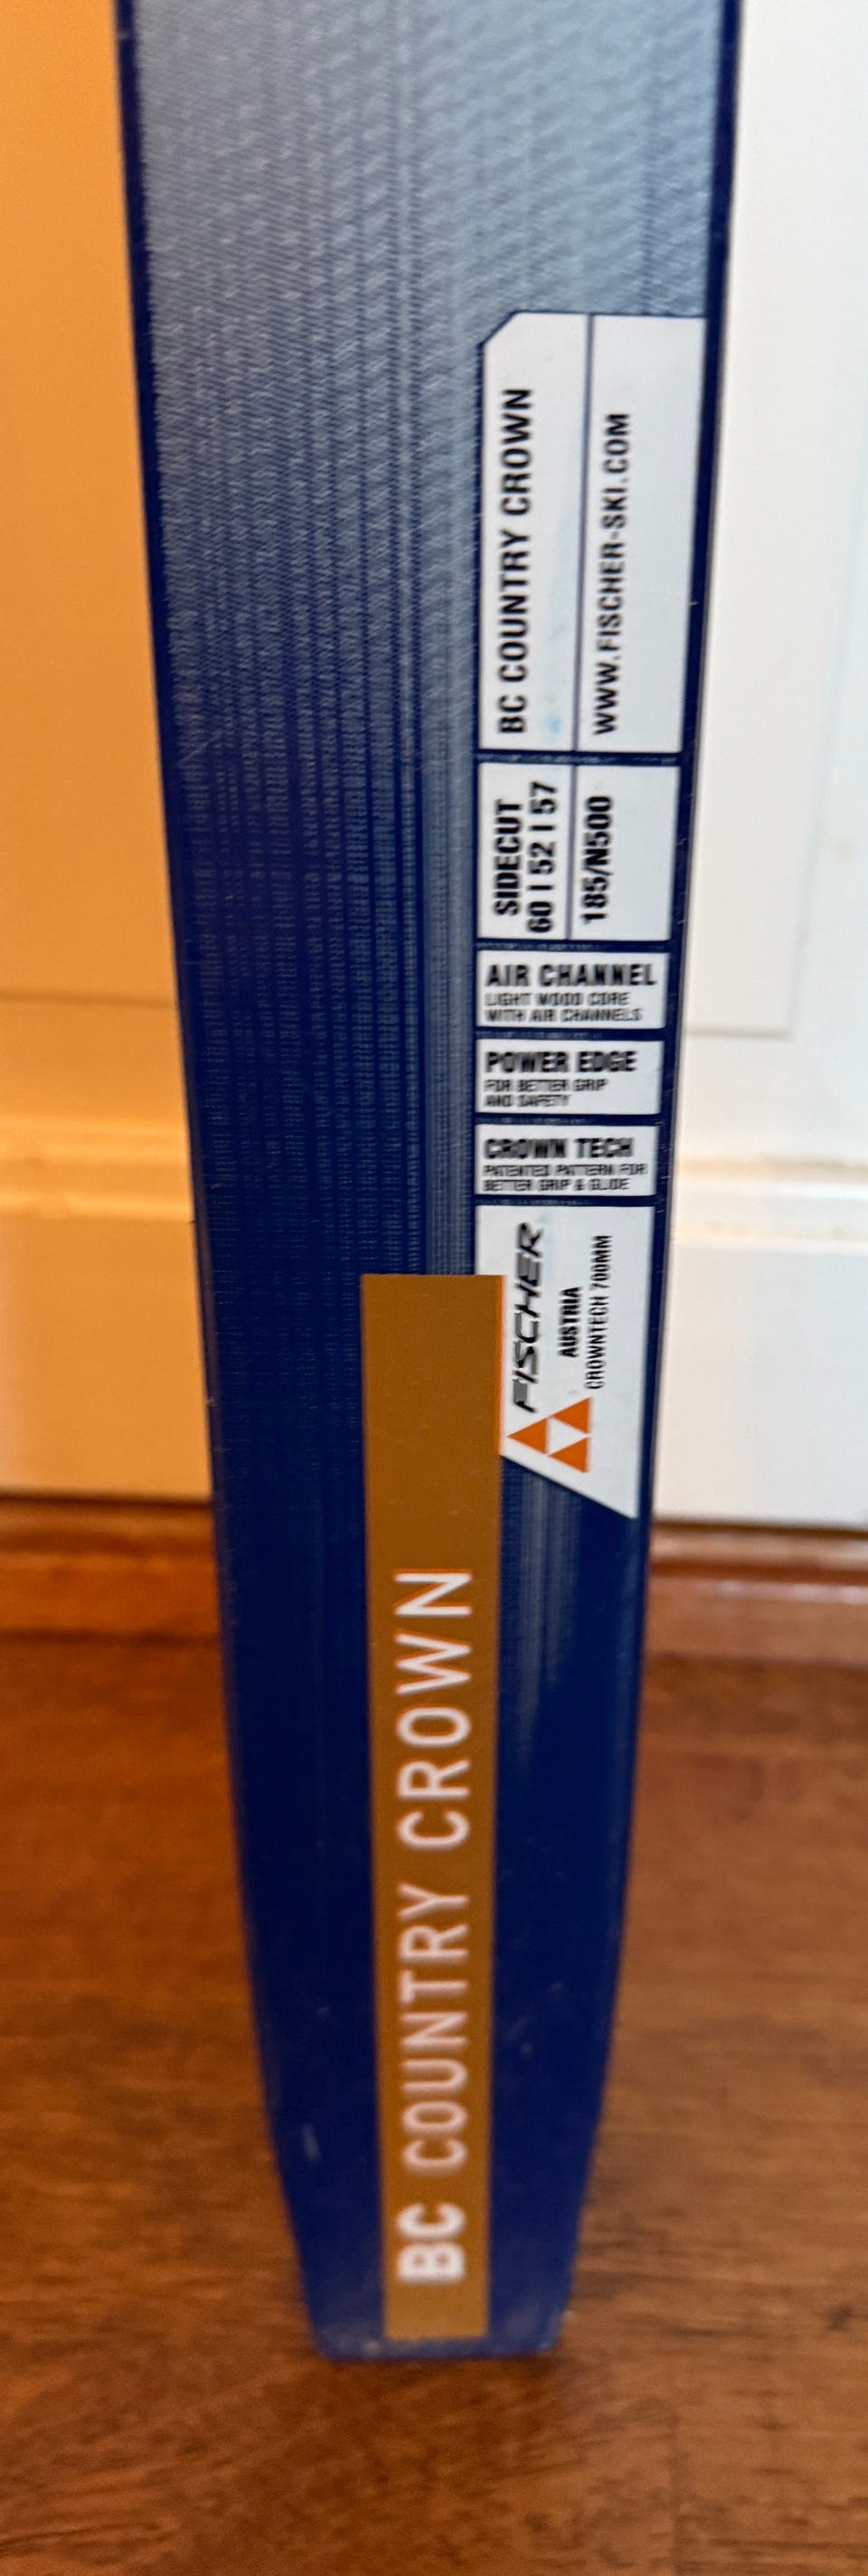 BC COUNTRY CROWN
WWW.FISCHER-SKI.COM
SIDECUT
60 | 52 | 57
185/N500
AIR CHANNEL
LIGHT WOOD CORE
WITH AIR CHANNELS
POWER EDGE
FOR BETTER GRIP
AND SAFETY
CROWN TECH
PATENTED PATTERN FOR
BETTER GRIP & GLIDE
FISCHER
AUSTRIA
CROWNTECH 700MM
BC COUNTRY CROWN